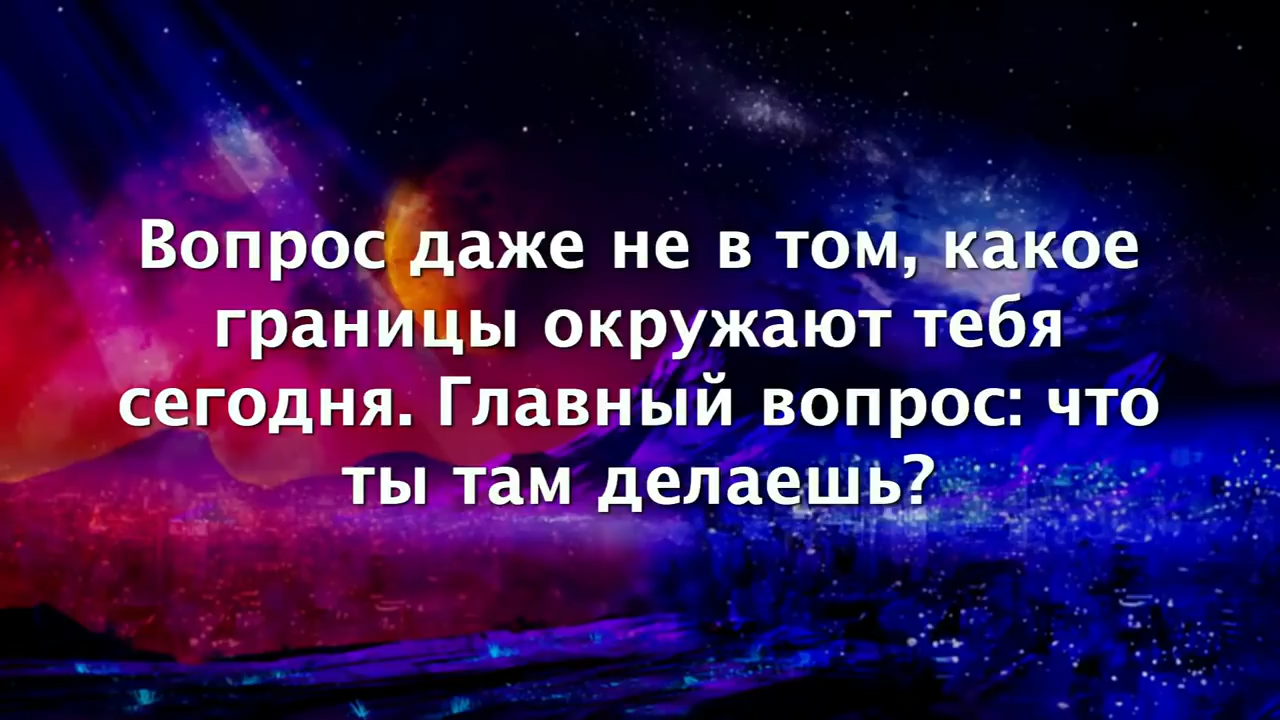 Вопрос даже не в том, какое
границы окружают тебя
сегодня. Главный вопрос: что
ты там делаешь?